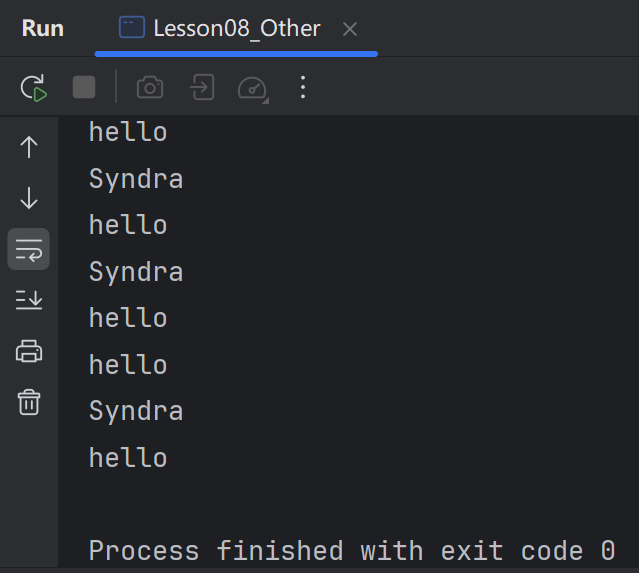 Run Lesson08_Other
hello
Syndra
hello
Syndra
hello
hello
Syndra
hello
Process finished with exit code 0